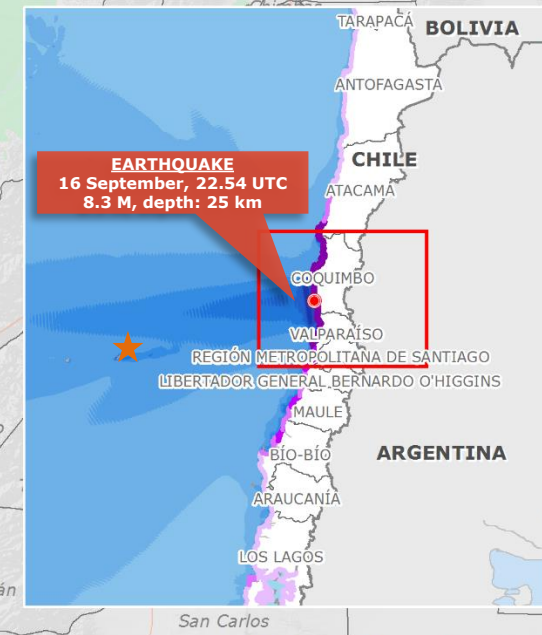 TARAPACÁ
BOLIVIA
ANTOFAGASTA
EARTHQUAKE
16 September, 22.54 UTC
8.3 M, depth: 25 km
CHILE
ATACAMA
COQUIMBO
VALPARAÍSO
REGIÓN METROPOLITANA DE SANTIAGO
LIBERTADOR GENERAL BERNARDO O'HIGGINS
MAULE
BÍO-BÍO
ARGENTINA
ARAUCANÍA
LOS LAGOS
San Carlos